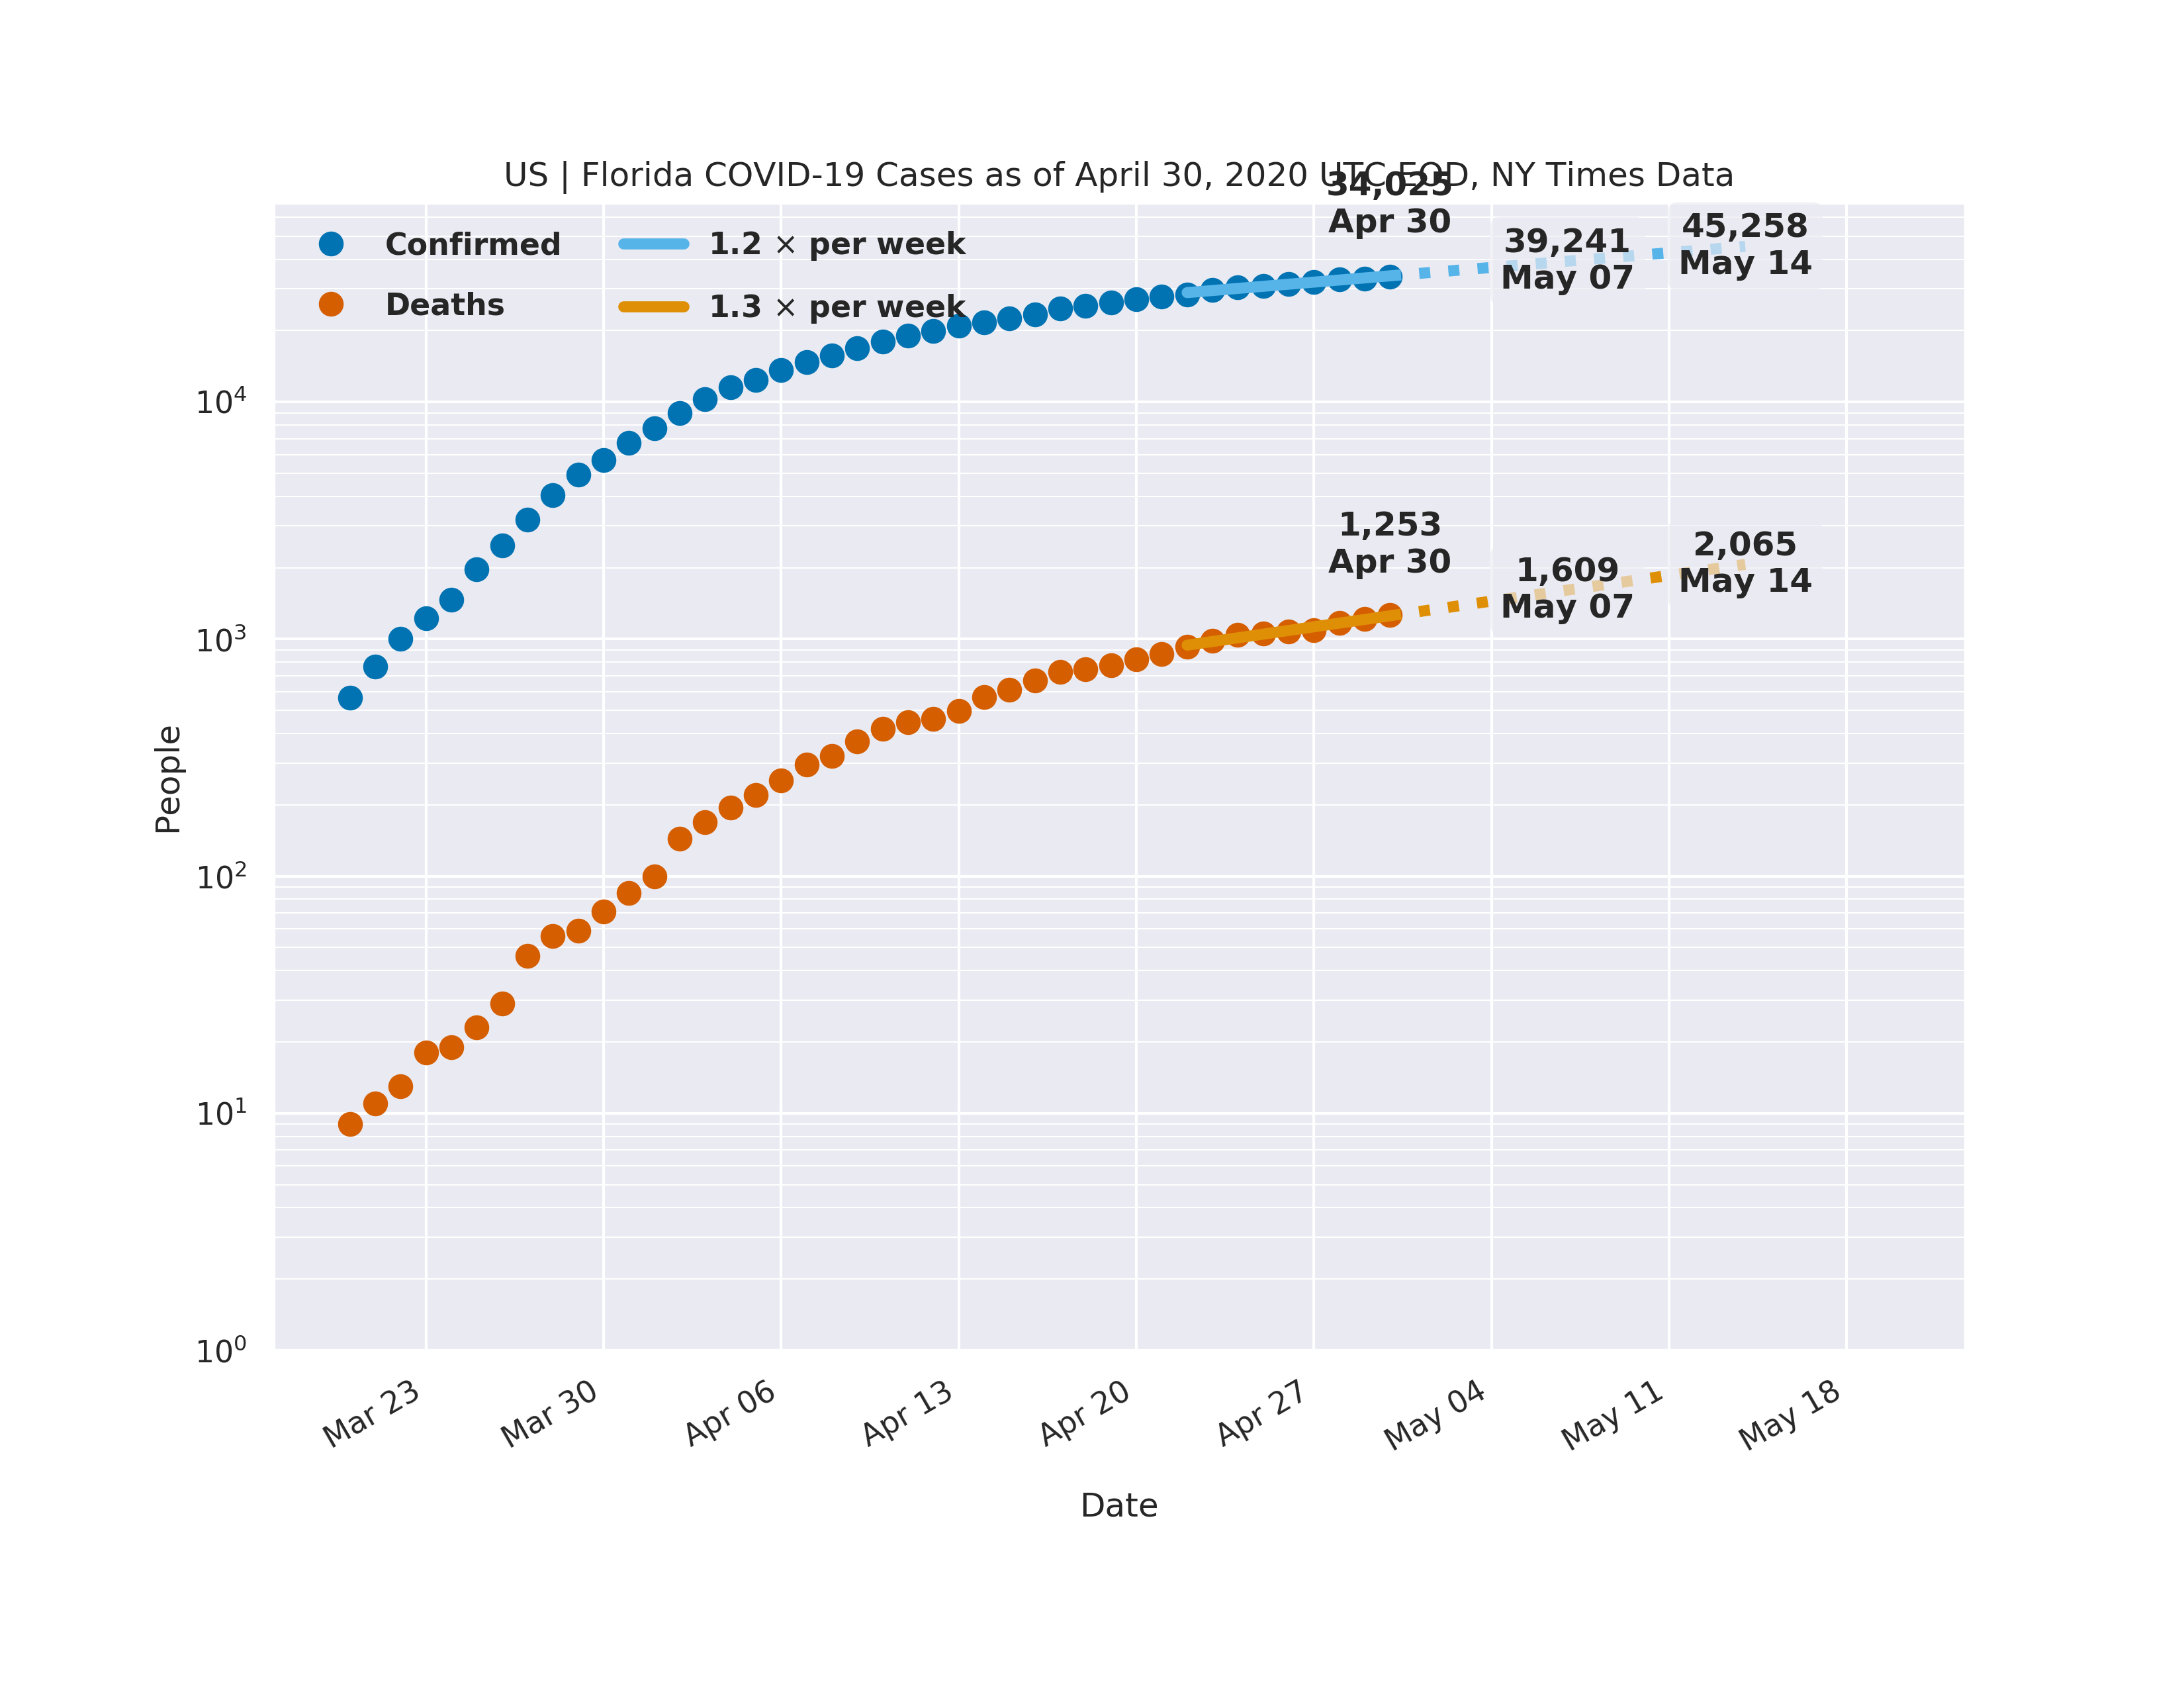 US | Florida COVID-19 Cases as of April 30, 2020 UTC EOD, NY Times Data
Confirmed
Deaths
1.2 × per week
1.3 × per week
34,025
Apr 30
39,241
May 07
45,258
May 14
1,253
Apr 30
1,609
May 07
2,065
May 14
People
10⁴
10³
10²
10¹
10⁰
Mar 23
Mar 30
Apr 06
Apr 13
Apr 20
Apr 27
May 04
May 11
May 18
Date